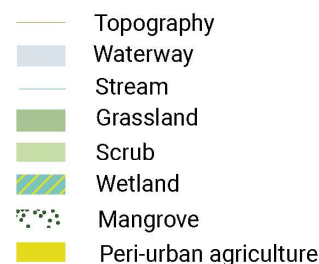 Topography
Waterway
Stream
Grassland
Scrub
Wetland
Mangrove
Peri-urban agriculture